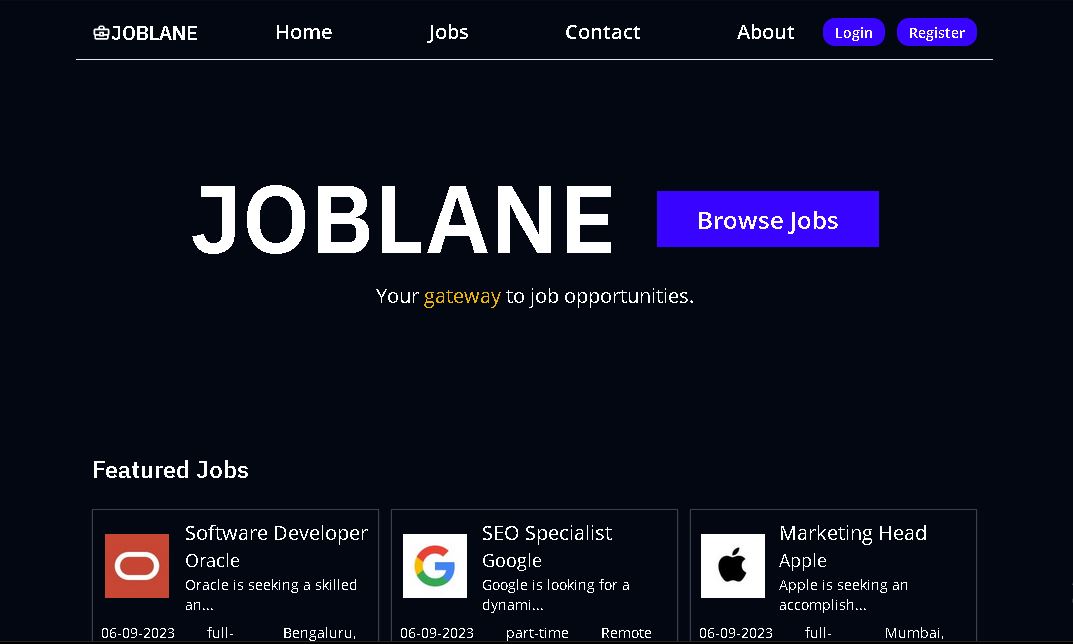 JOBLANE Home Jobs Contact About Login Register
JOBLANE Browse Jobs
Your gateway to job opportunities.
Featured Jobs
Software Developer
Oracle
Oracle is seeking a skilled
an...
06-09-2023 full- Bengaluru,
SEO Specialist
Google
Google is looking for a
dynami...
06-09-2023 part-time Remote
Marketing Head
Apple
Apple is seeking an
accomplish...
06-09-2023 full- Mumbai,